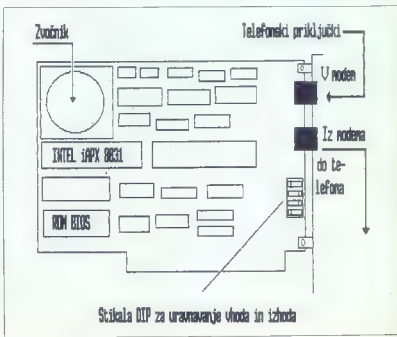 Zvočnik
Telefonski priključki
V modem
Iz modema
do te-
lefona
INTEL iAPX 8031
ROM BIOS
Stikala DIP za uravnavanje vhoda in izhoda